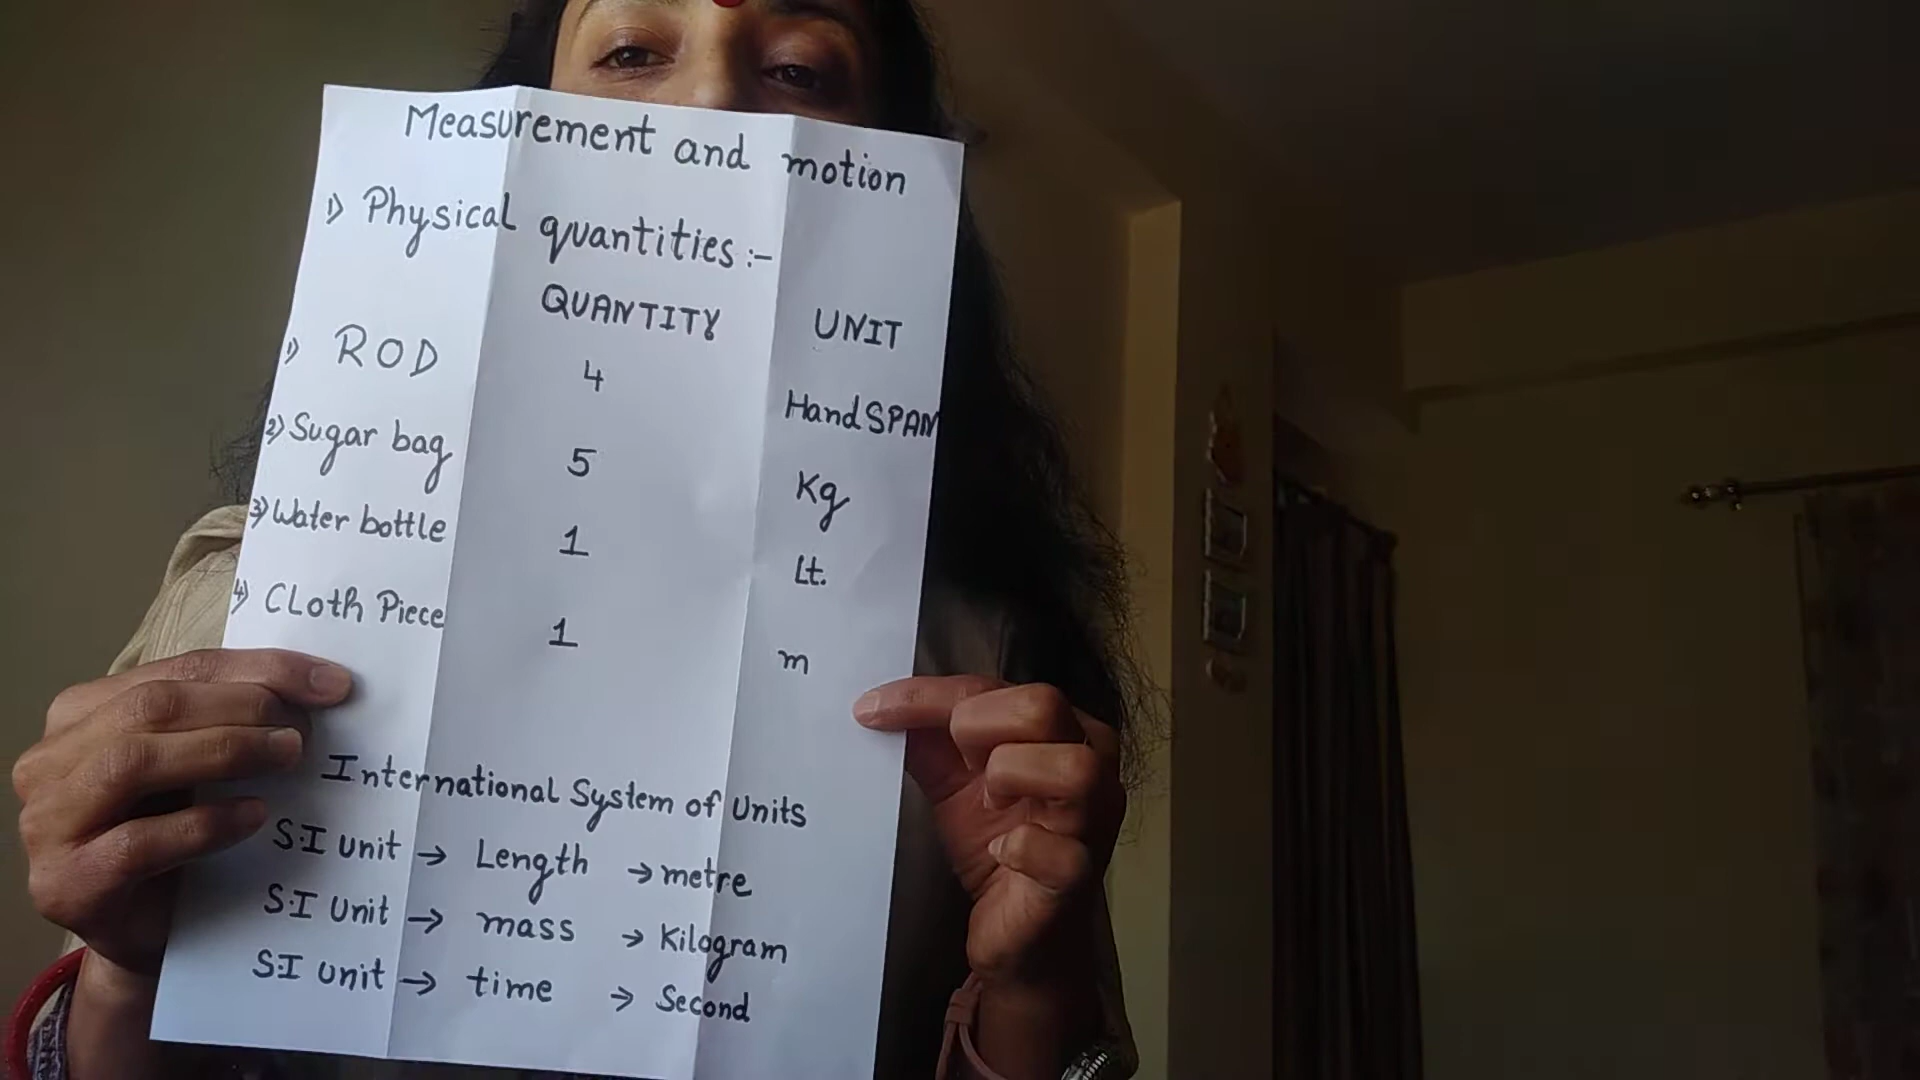 Measurement and motion
1) Physical quantities :-
QUANTITY UNIT
1) ROD 4 Hand SPAN
2) Sugar bag 5 Kg
3) Water bottle 1 Lt.
4) CLoth Piece 1 m
International System of Units
S.I Unit → Length → metre
S.I Unit → mass → Kilogram
S.I Unit → time → Second